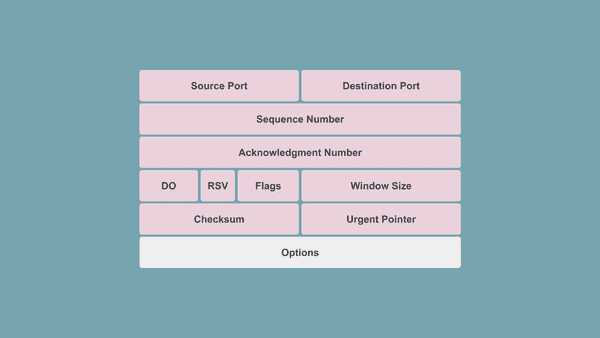 Source Port Destination Port
Sequence Number
Acknowledgment Number
DO RSV Flags Window Size
Checksum Urgent Pointer
Options